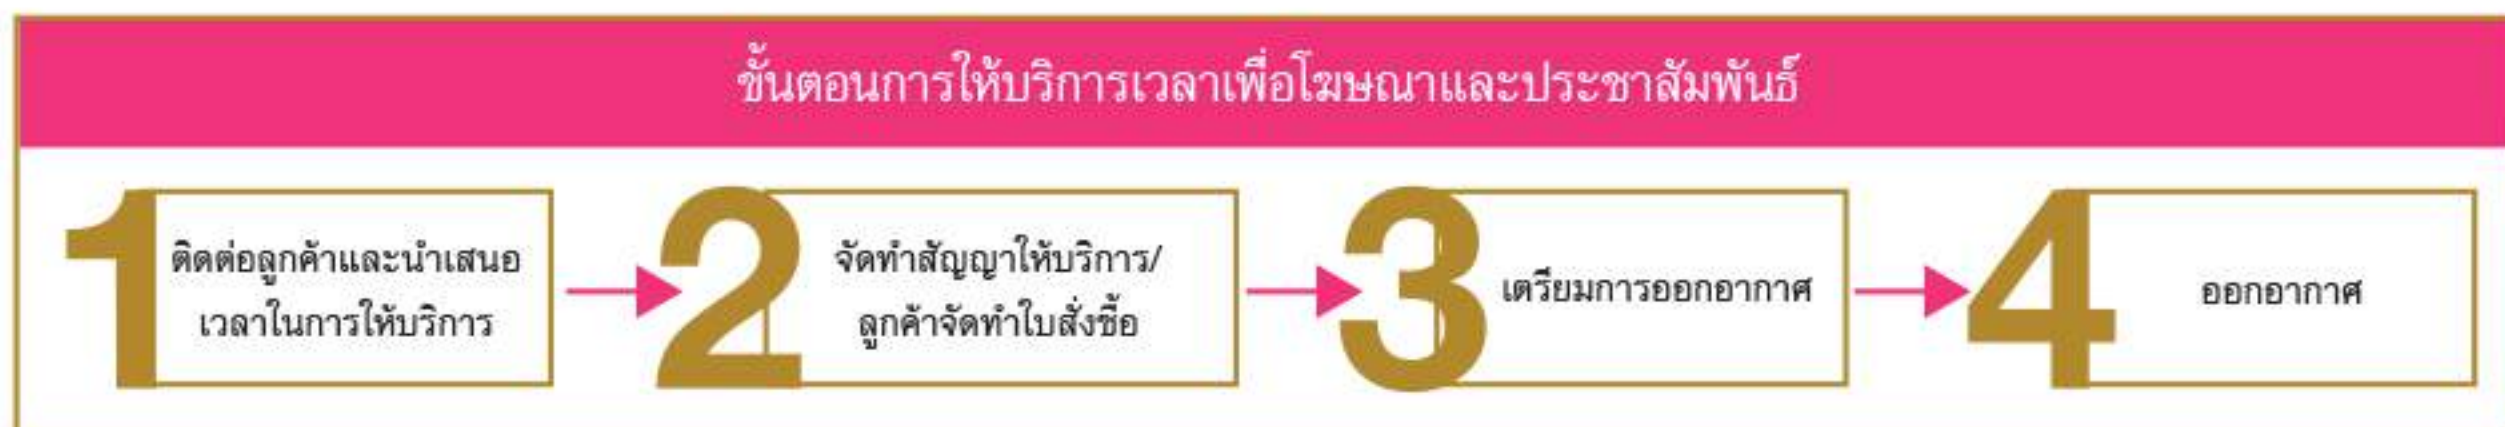 ขั้นตอนการให้บริการเวลาเพื่อโฆษณาและประชาสัมพันธ์
1
ติดต่อลูกค้าและนำเสนอ
เวลาในการให้บริการ
2
จัดทำสัญญาให้บริการ/
ลูกค้าจัดทำใบสั่งซื้อ
3
เตรียมการออกอากาศ
4
ออกอากาศ